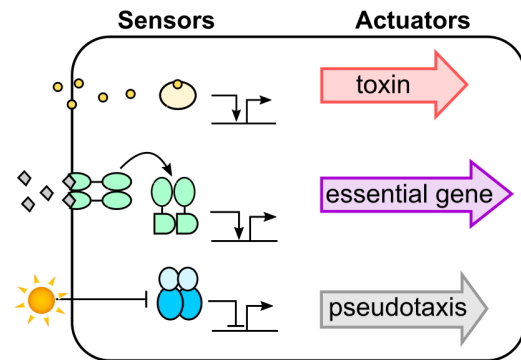 Sensors Actuators
toxin
essential gene
pseudotaxis